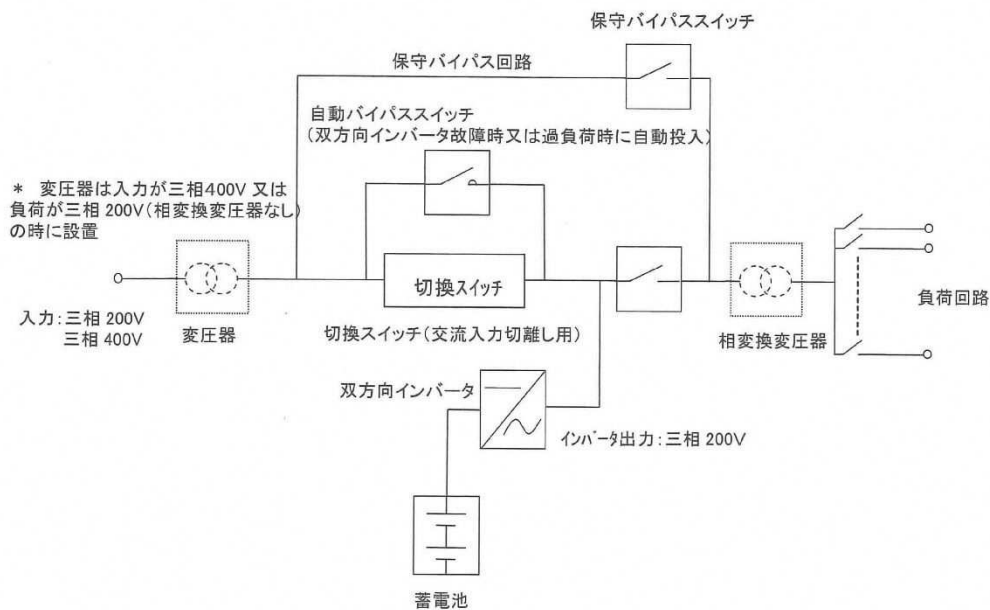 保守バイパススイッチ
保守バイパス回路
自動バイパススイッチ
(双方向インバータ故障時又は過負荷時に自動投入)
* 変圧器は入力が三相400V 又は
負荷が三相 200V(相変換変圧器なし)
の時に設置
切換スイッチ
入力:三相 200V
三相 400V
変圧器
切換スイッチ(交流入力切離し用)
相変換変圧器
負荷回路
双方向インバータ
インバータ出力:三相 200V
蓄電池